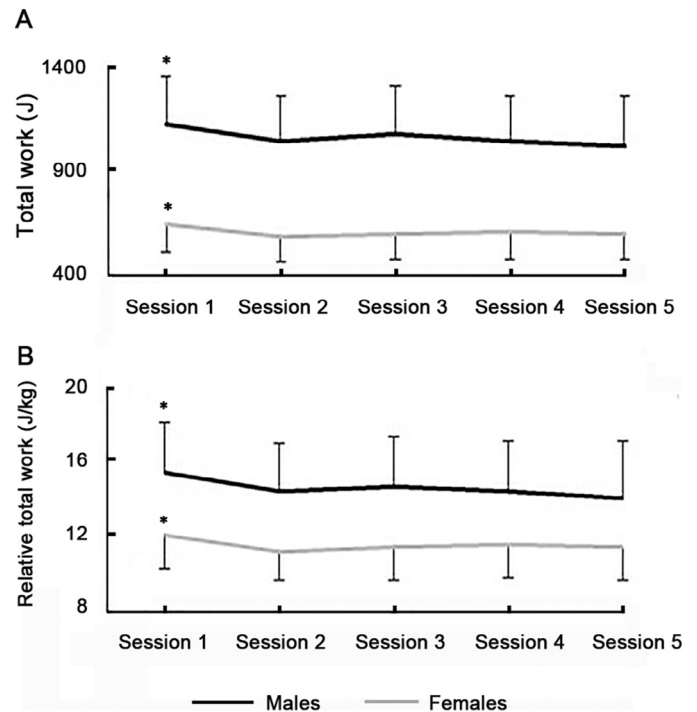 A
*
1400
Total work (J)
900
*
400
Session 1 Session 2 Session 3 Session 4 Session 5
B
20
*
Relative total work (J/kg)
16
*
12
8
Session 1 Session 2 Session 3 Session 4 Session 5
Males Females